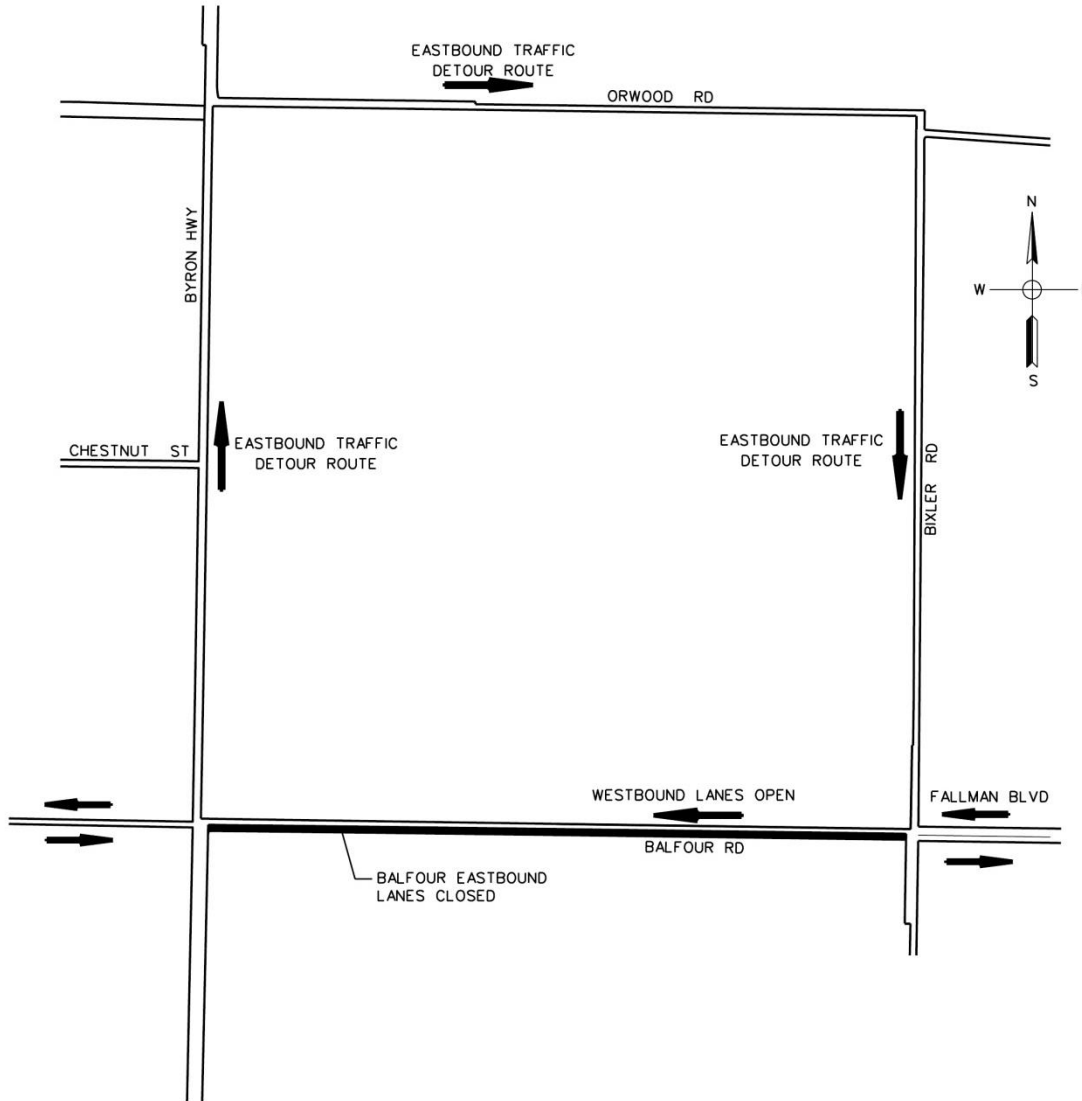 EASTBOUND TRAFFIC
DETOUR ROUTE
ORWOOD RD
BYRON HWY
N
W
S
CHESTNUT ST
EASTBOUND TRAFFIC
DETOUR ROUTE
EASTBOUND TRAFFIC
DETOUR ROUTE
BIXLER RD
WESTBOUND LANES OPEN
FALLMAN BLVD
BALFOUR RD
BALFOUR EASTBOUND
LANES CLOSED